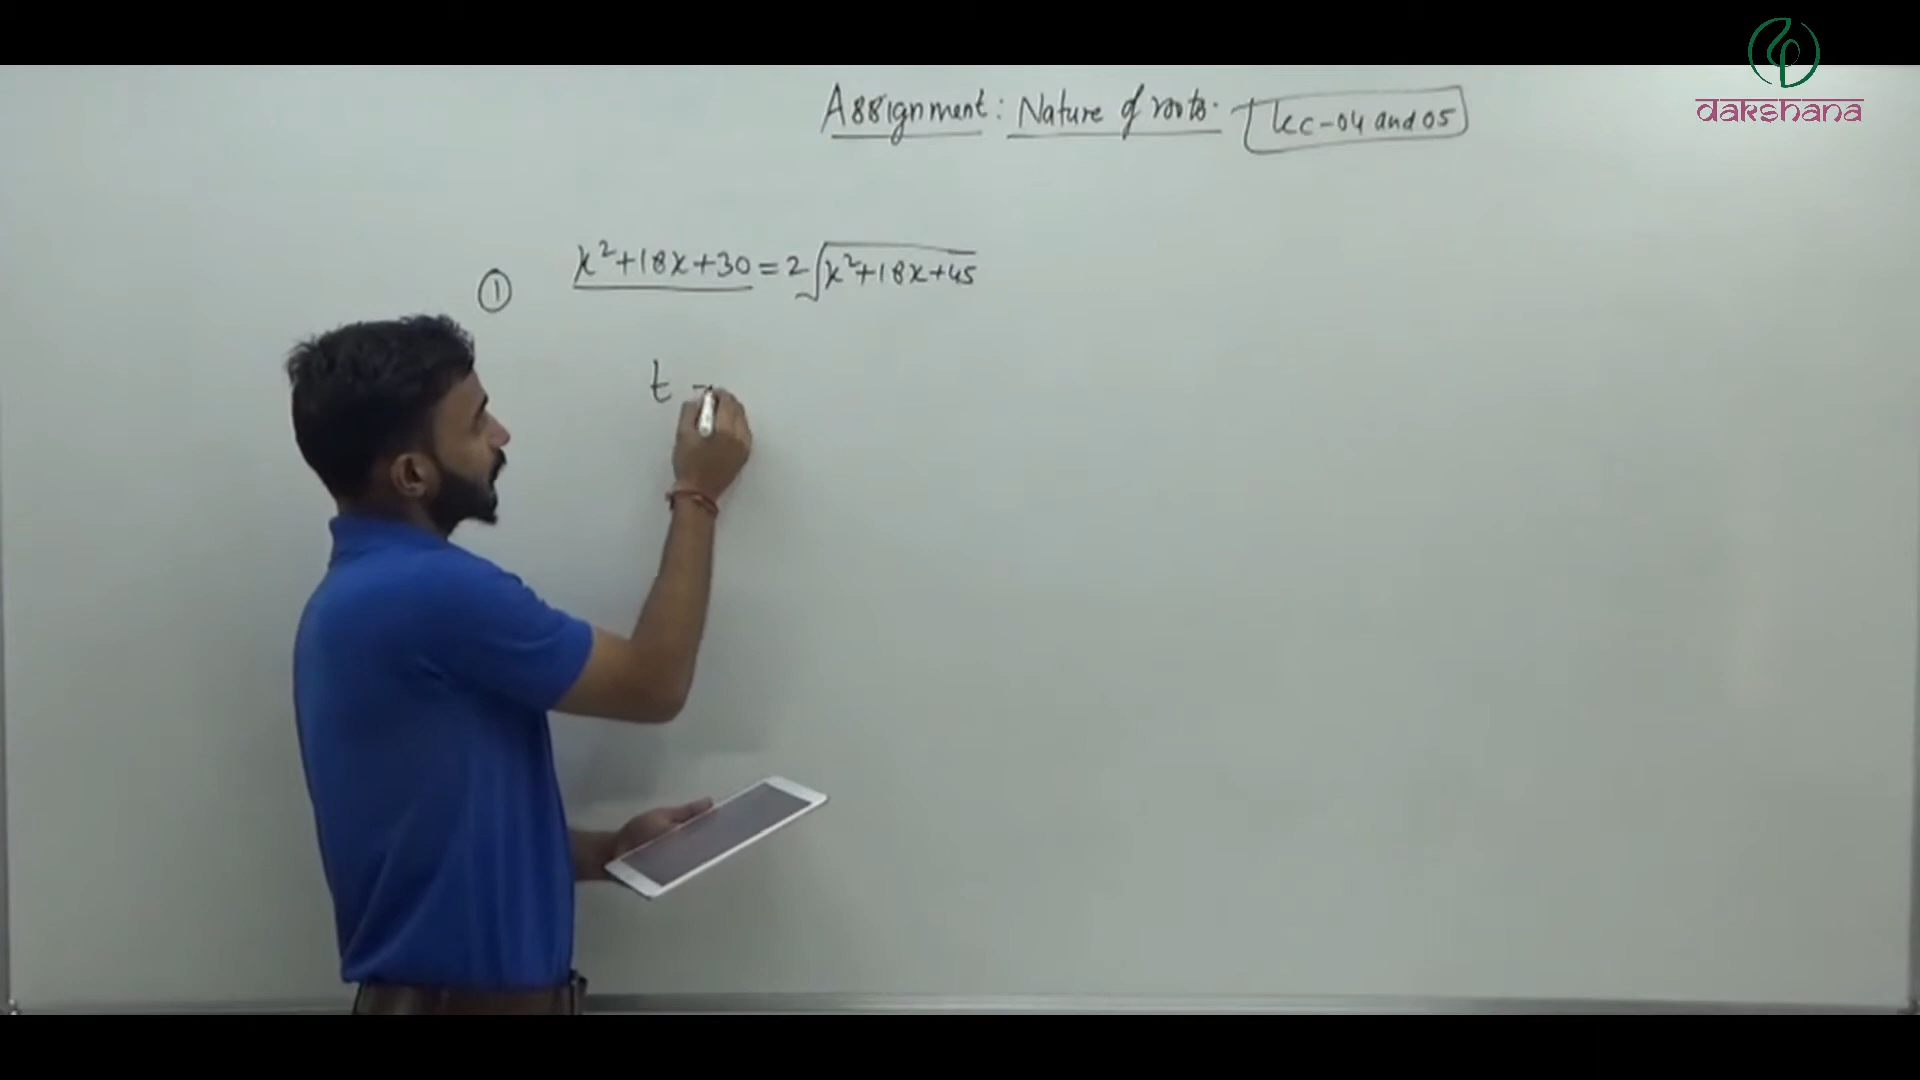 dakshana
Assignment: Nature of roots. Lec-04 and 05
① x²+18x+30=2√x²+18x+45
t =